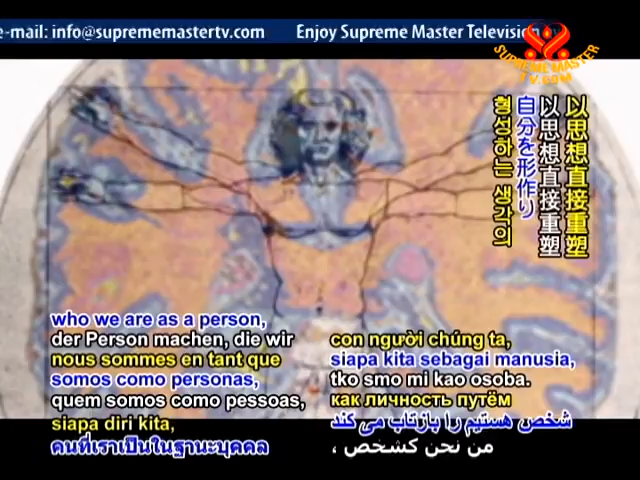 e-mail: info@suprememastertv.com Enjoy Supreme Master Television
SUPREME MASTER
TV.COM
以思想直接重塑
以思想直接重塑
自分を形作り
형성하는 생각의
who we are as a person,
der Person machen, die wir
nous sommes en tant que
somos como personas,
quem somos como pessoas,
siapa diri kita,
คนที่เราเป็นในฐานะบุคคล
con người chúng ta,
siapa kita sebagai manusia,
tko smo mi kao osoba.
как личность путём
شخص هستیم را بازتاب می کند
من نحن كشخص ،